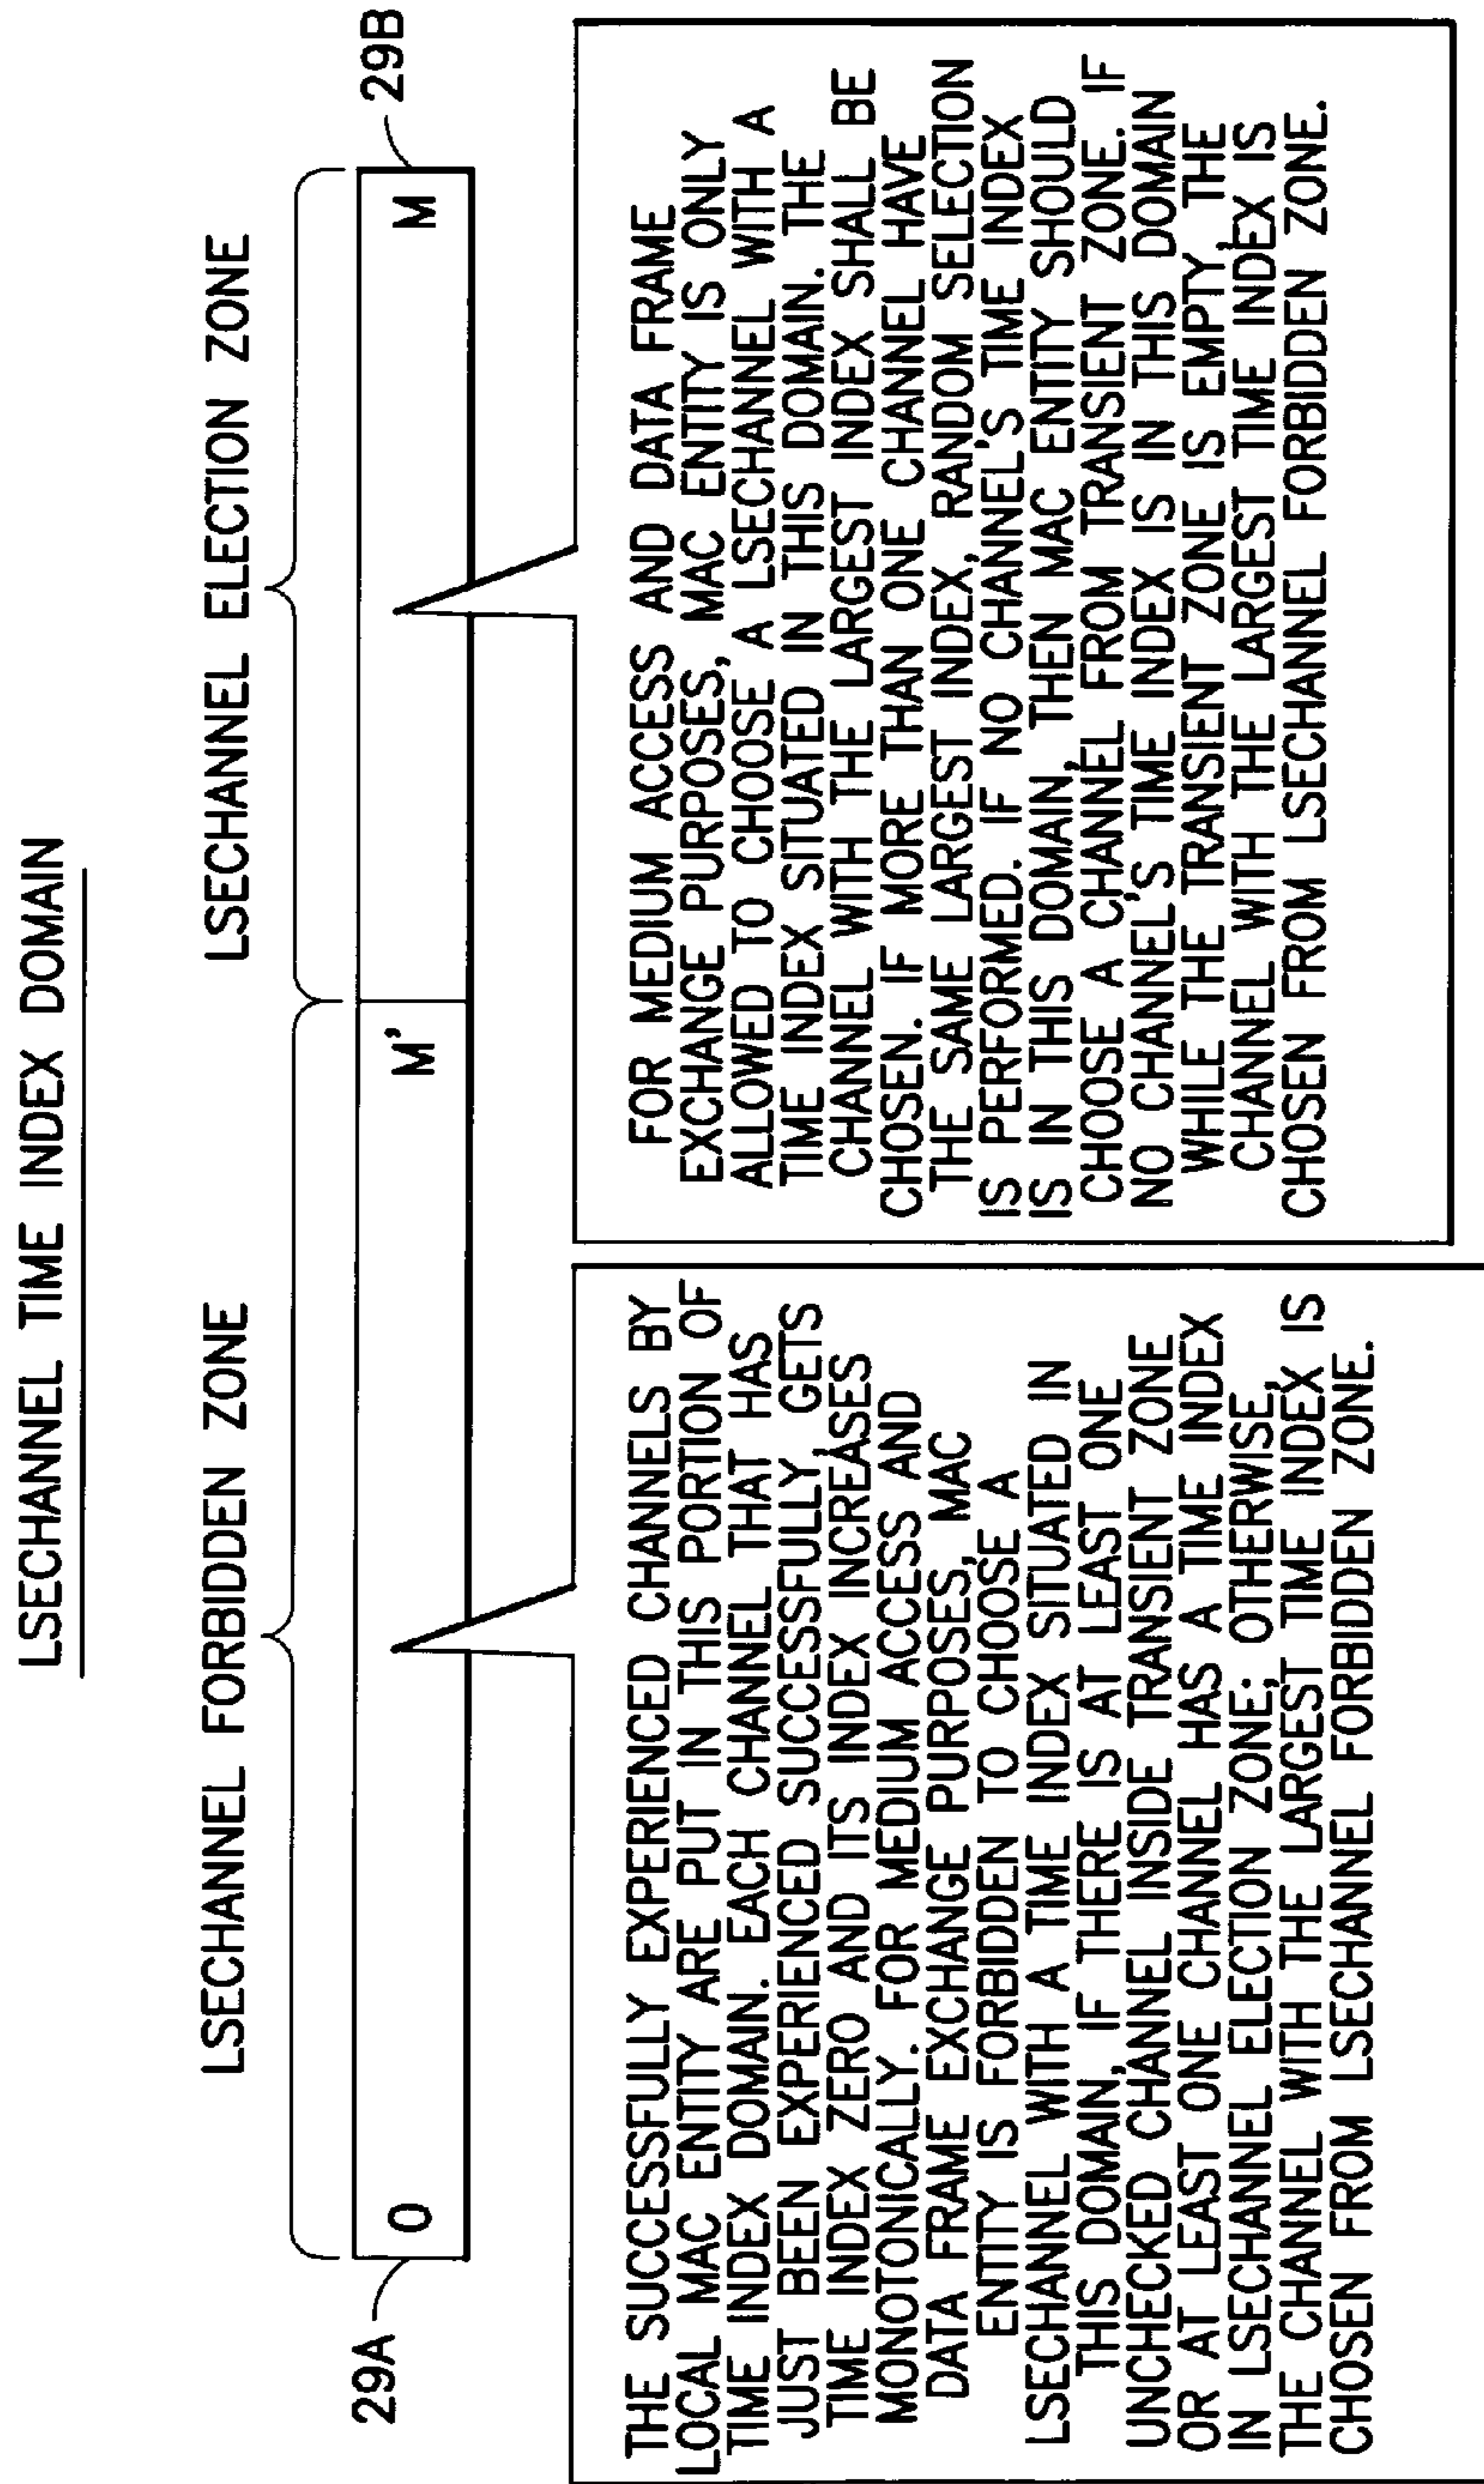 LSECHANNEL TIME INDEX DOMAIN
LSECHANNEL FORBIDDEN ZONE
LSECHANNEL ELECTION ZONE
29A
0
M'
M
29B
THE SUCCESSFULLY EXPERIENCED CHANNELS BY
LOCAL MAC ENTITY ARE PUT IN THIS PORTION OF
TIME INDEX DOMAIN. EACH CHANNEL THAT HAS
JUST BEEN EXPERIENCED SUCCESSFULLY, GETS
TIME INDEX ZERO AND ITS INDEX INCREASES
MONOTONICALLY. FOR MEDIUM ACCESS AND
DATA FRAME EXCHANGE PURPOSES, MAC
ENTITY IS FORBIDDEN TO CHOOSE A
LSECHANNEL WITH A TIME INDEX SITUATED IN
THIS DOMAIN, IF THERE IS AT LEAST ONE
UNCHECKED CHANNEL INSIDE TRANSIENT ZONE
OR AT LEAST ONE CHANNEL HAS A TIME INDEX
IN LSECHANNEL ELECTION ZONE; OTHERWISE,
THE CHANNEL WITH THE LARGEST TIME INDEX IS
CHOSEN FROM LSECHANNEL FORBIDDEN ZONE.
FOR MEDIUM ACCESS AND DATA FRAME
EXCHANGE PURPOSES, MAC ENTITY IS ONLY
ALLOWED TO CHOOSE A LSECHANNEL WITH A
TIME INDEX SITUATED IN THIS DOMAIN. THE
CHANNEL WITH THE LARGEST INDEX SHALL BE
CHOSEN. IF MORE THAN ONE CHANNEL HAVE
THE SAME LARGEST INDEX, RANDOM SELECTION
IS PERFORMED. IF NO CHANNEL'S TIME INDEX
IS IN THIS DOMAIN, THEN MAC ENTITY SHOULD
CHOOSE A CHANNEL FROM TRANSIENT ZONE. IF
NO CHANNEL'S TIME INDEX IS IN THIS DOMAIN
WHILE THE TRANSIENT ZONE IS EMPTY, THE
CHANNEL WITH THE LARGEST TIME INDEX IS
CHOSEN FROM LSECHANNEL FORBIDDEN ZONE.